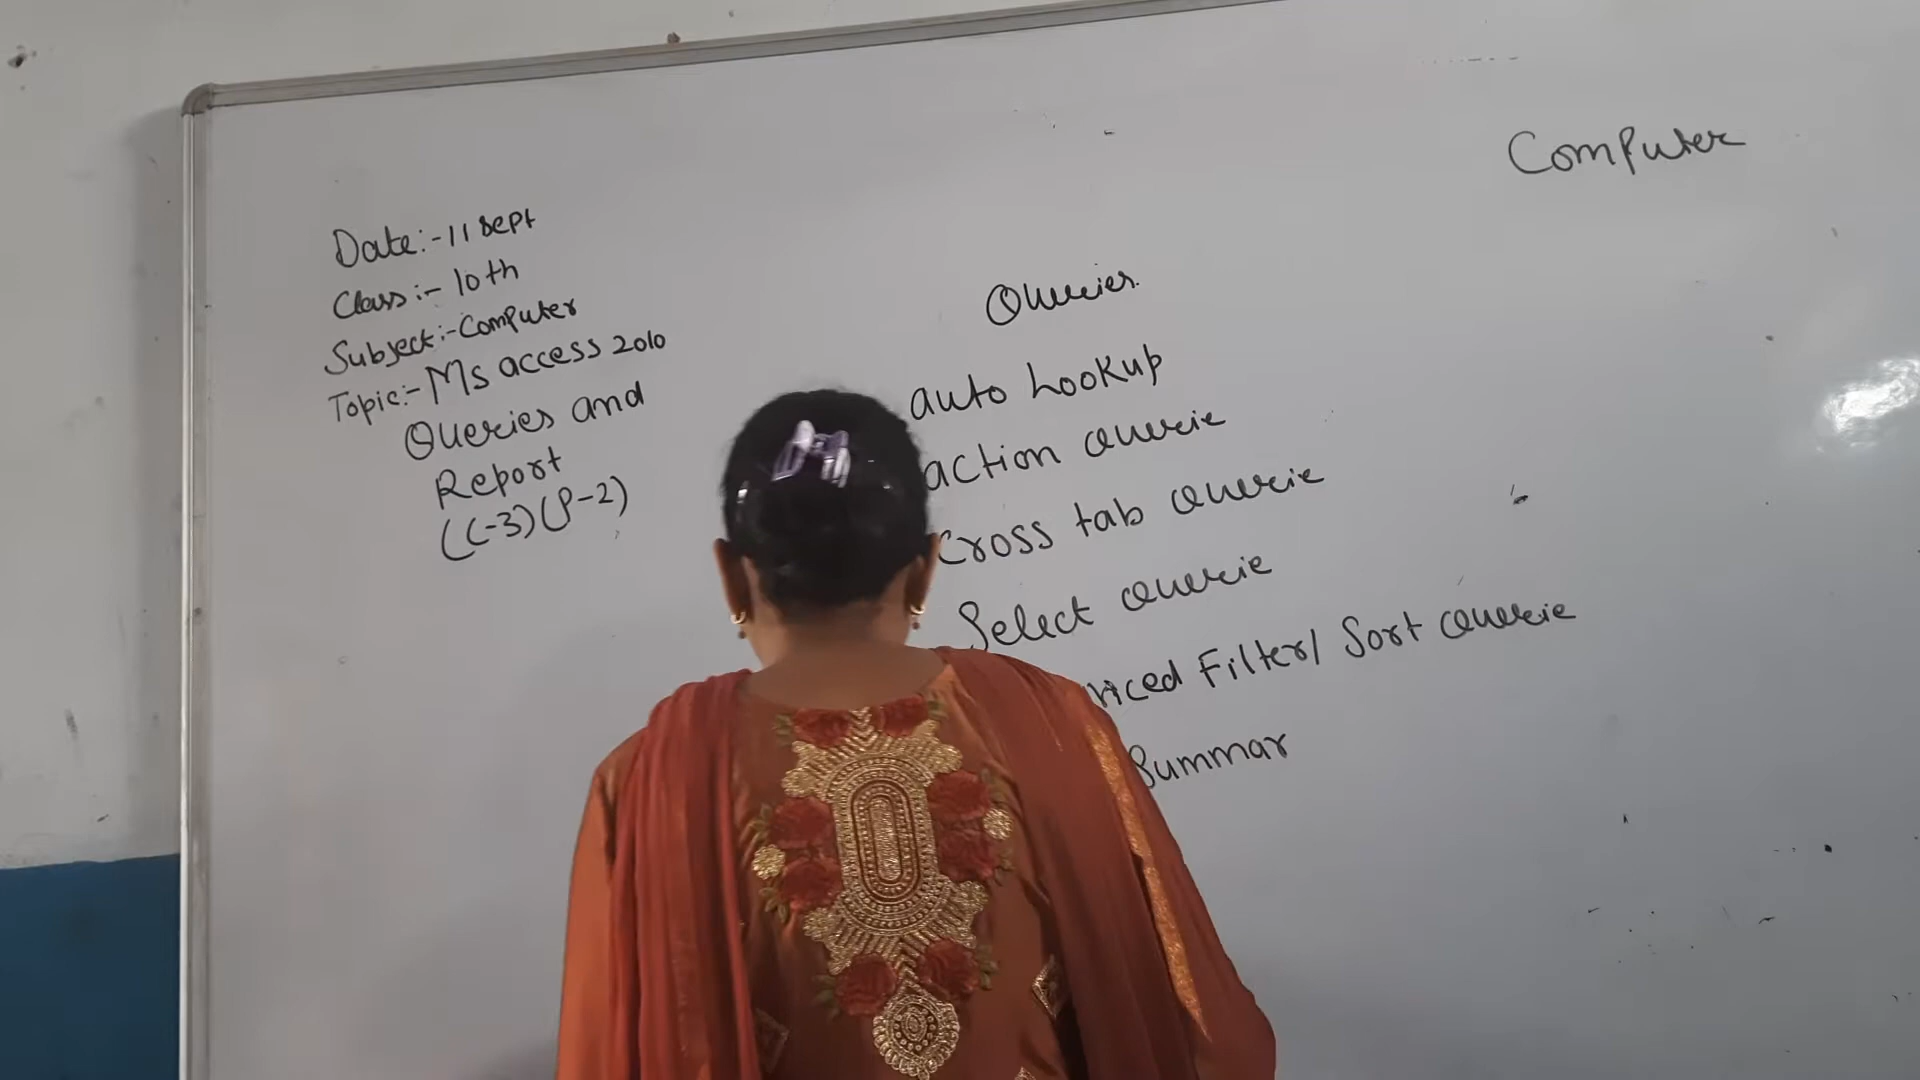 Computer
Date:- 11 Sept
Class:- 10th
Subject:- Computer
Topic:- Ms access 2010
Queries and
Report
(C-3)(P-2)
Queries.
auto Lookup
action Querie
Cross tab Querie
Select Querie
nced Filter/ Sort Querie
Summar